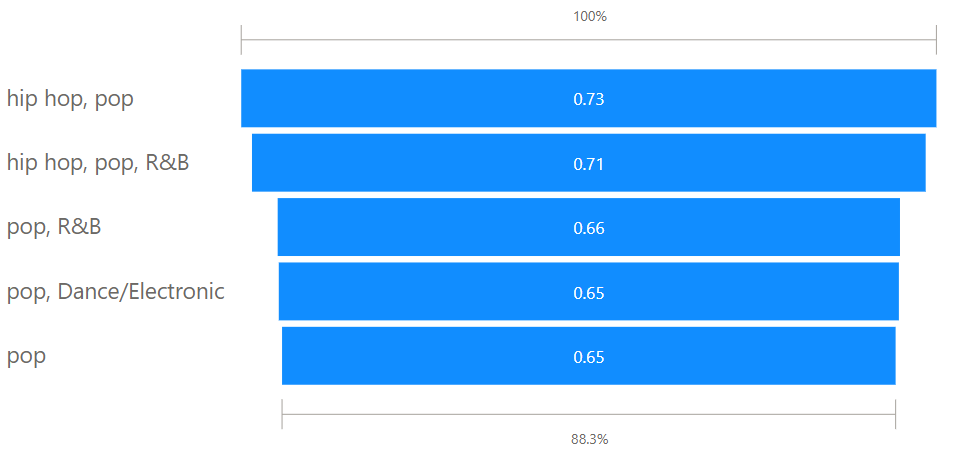 100%
hip hop, pop 0.73
hip hop, pop, R&B 0.71
pop, R&B 0.66
pop, Dance/Electronic 0.65
pop 0.65
88.3%